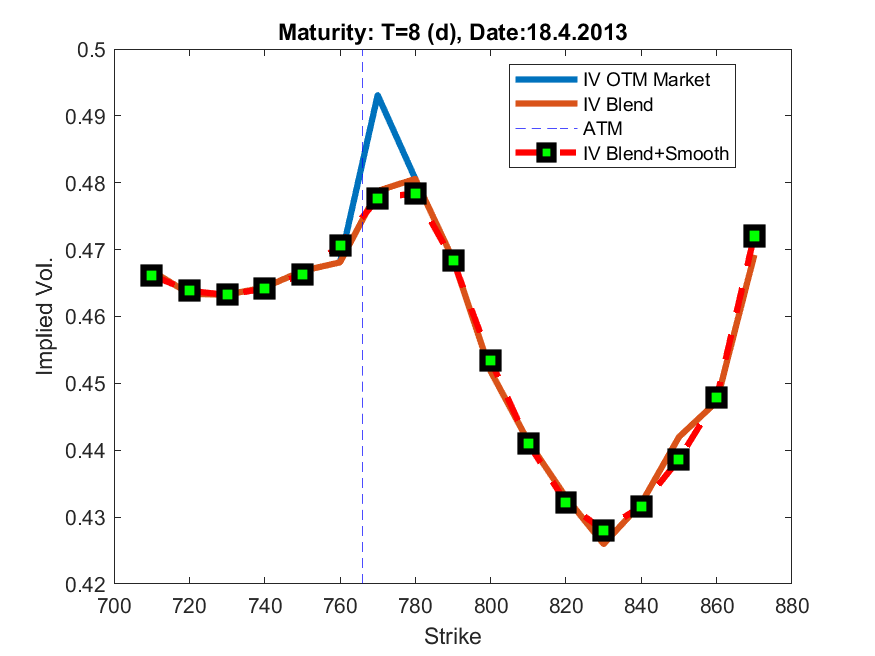 Maturity: T=8 (d), Date:18.4.2013
IV OTM Market
IV Blend
ATM
IV Blend+Smooth
0.5
0.49
0.48
0.47
0.46
0.45
0.44
0.43
0.42
Implied Vol.
700 720 740 760 780 800 820 840 860 880
Strike